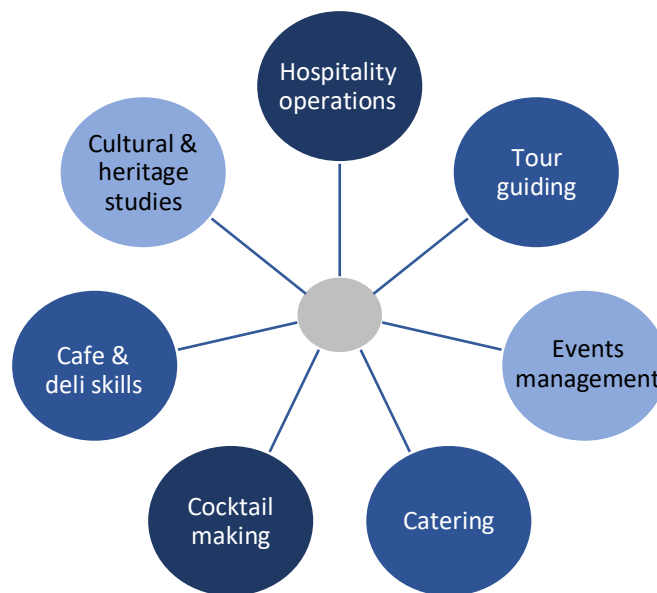 Hospitality
operations
Tour
guiding
Events
management
Catering
Cocktail
making
Cafe &
deli skills
Cultural &
heritage
studies